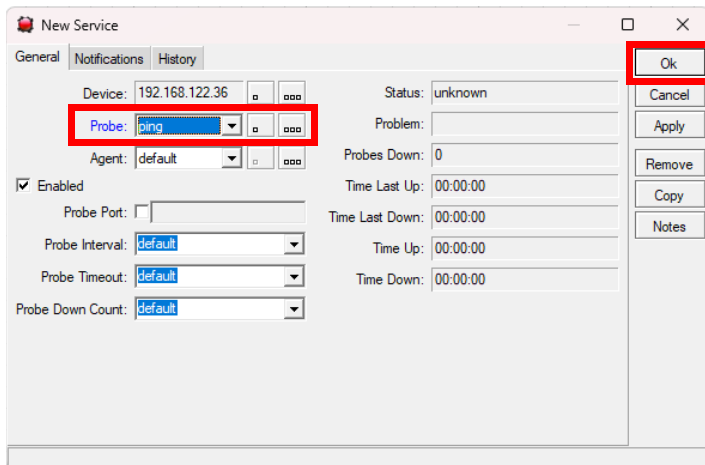 New Service
General Notifications History
Ok
Device: 192.168.122.36 Status: unknown
Cancel
Probe: ping Problem:
Apply
Agent: default Probes Down: 0
Remove
Enabled Time Last Up: 00:00:00
Copy
Probe Port: Time Last Down: 00:00:00
Notes
Probe Interval: default Time Up: 00:00:00
Probe Timeout: default Time Down: 00:00:00
Probe Down Count: default